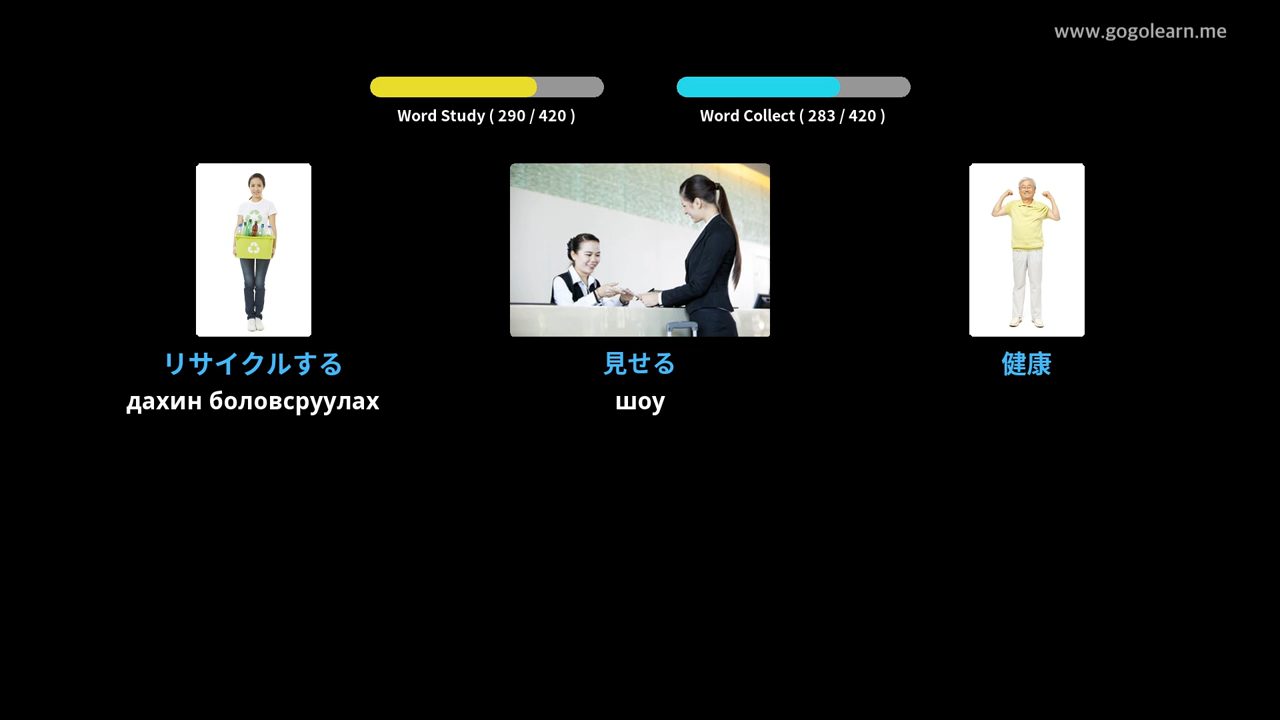 www.gogolearn.me
Word Study ( 290 / 420 )
Word Collect ( 283 / 420 )
リサイクルする
見せる
健康
дахин боловсруулах
шоу